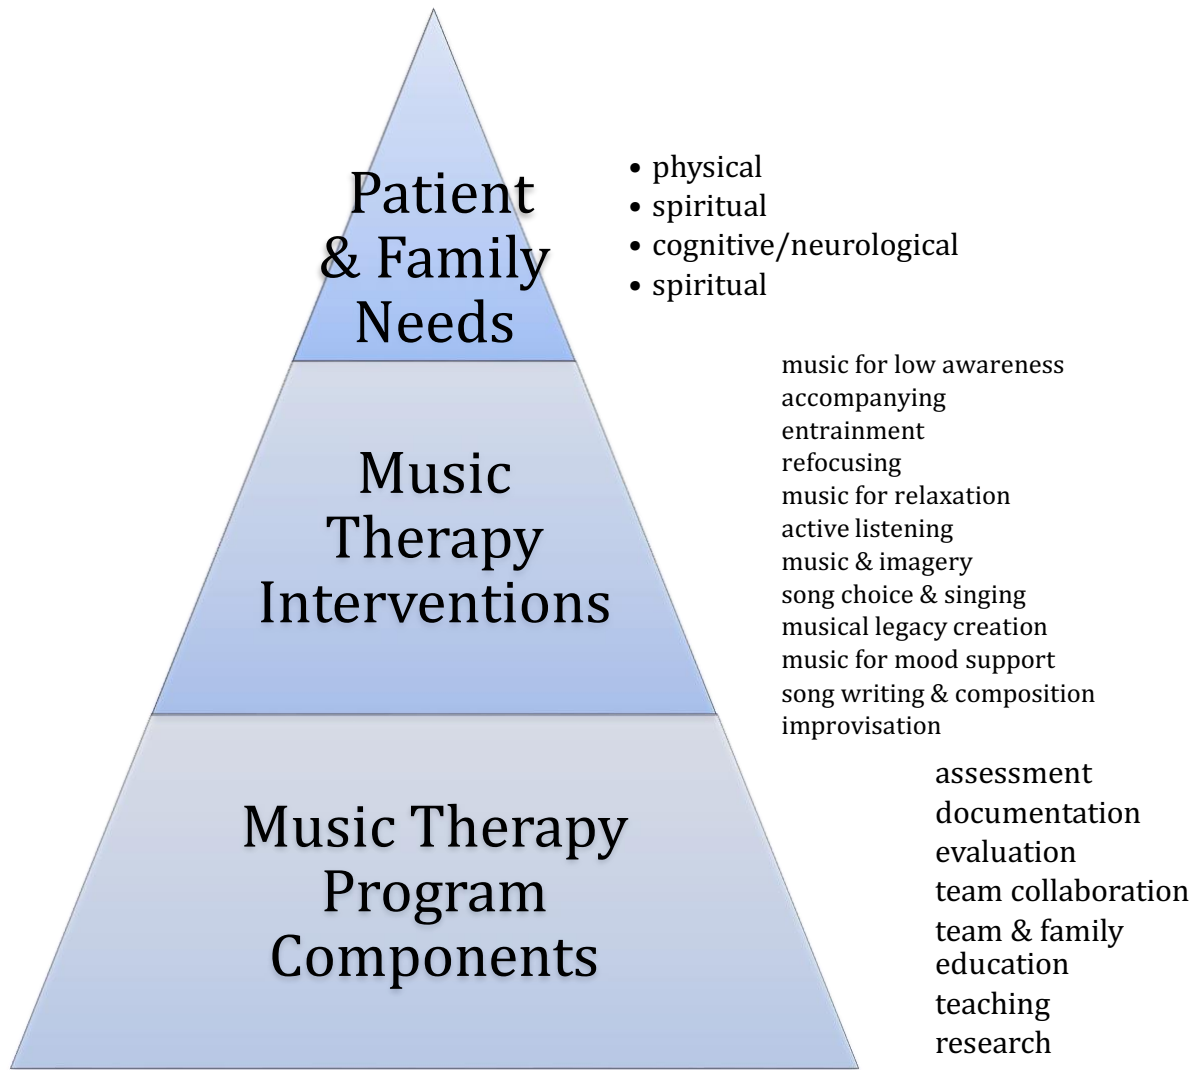 Patient
& Family
Needs
• physical
• spiritual
• cognitive/neurological
• spiritual
Music
Therapy
Interventions
music for low awareness
accompanying
entrainment
refocusing
music for relaxation
active listening
music & imagery
song choice & singing
musical legacy creation
music for mood support
song writing & composition
improvisation
Music Therapy
Program
Components
assessment
documentation
evaluation
team collaboration
team & family
education
teaching
research